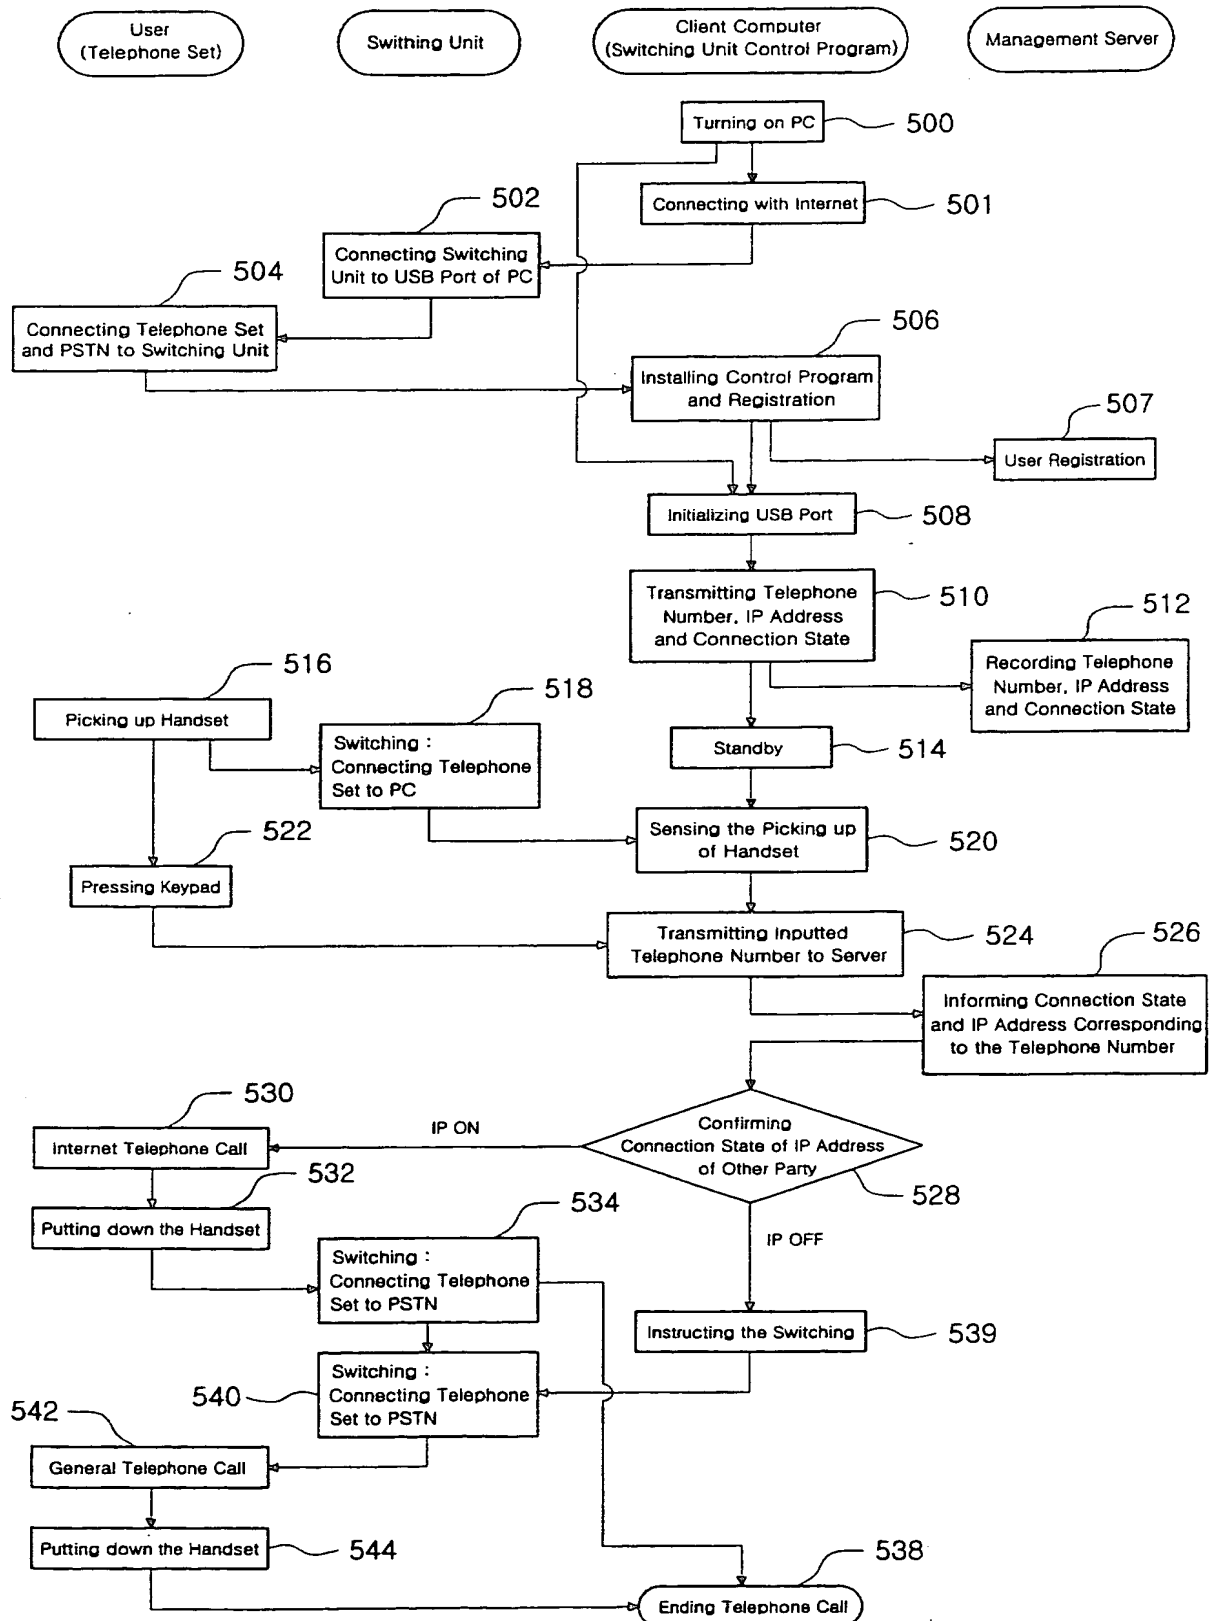 User
(Telephone Set)
Swithing Unit
Client Computer
(Switching Unit Control Program)
Management Server
Turning on PC
500
Connecting with Internet
501
502
Connecting Switching
Unit to USB Port of PC
504
Connecting Telephone Set
and PSTN to Switching Unit
506
Installing Control Program
and Registration
507
User Registration
Initializing USB Port
508
Transmitting Telephone
Number, IP Address
and Connection State
510
512
Recording Telephone
Number, IP Address
and Connection State
516
Picking up Handset
518
Switching :
Connecting Telephone
Set to PC
Standby
514
Sensing the Picking up
of Handset
520
522
Pressing Keypad
Transmitting Inputted
Telephone Number to Server
524
526
Informing Connection State
and IP Address Corresponding
to the Telephone Number
530
Internet Telephone Call
IP ON
Confirming
Connection State of IP Address
of Other Party
528
532
Putting down the Handset
534
Switching :
Connecting Telephone
Set to PSTN
IP OFF
Instructing the Switching
539
540
Switching :
Connecting Telephone
Set to PSTN
542
General Telephone Call
Putting down the Handset
544
538
Ending Telephone Call